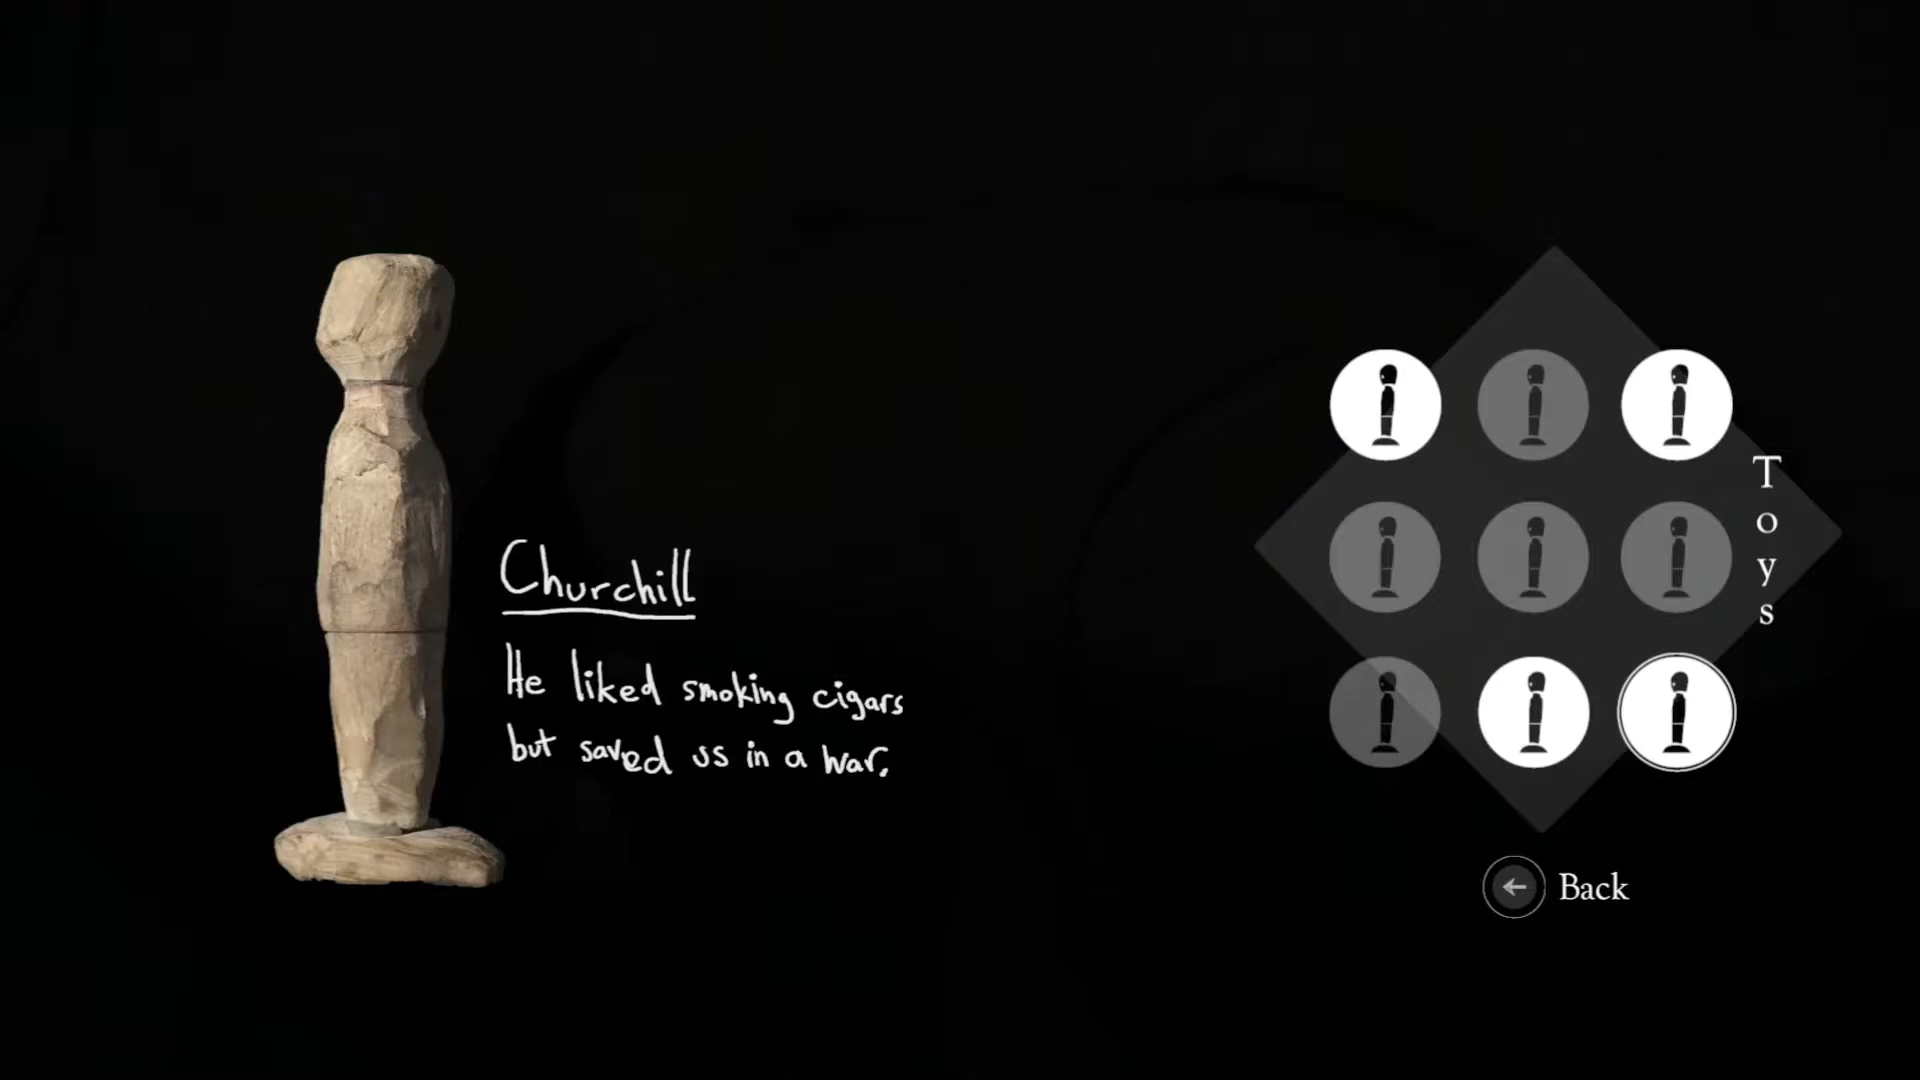 Churchill
He liked smoking cigars
but saved us in a war.
Toys
Back